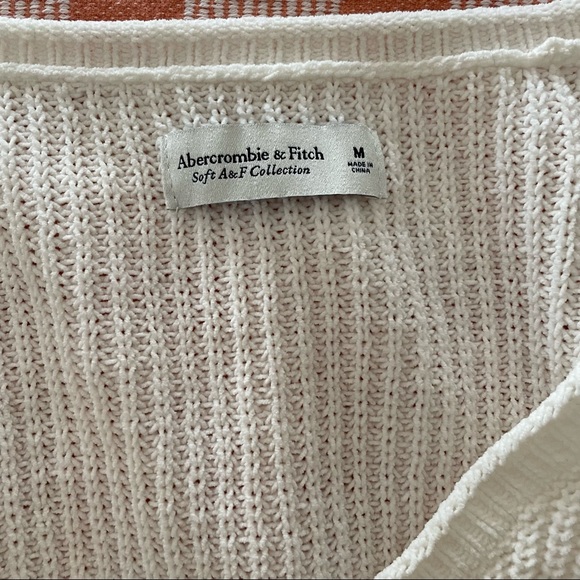 Abercrombie & Fitch
Soft A&F Collection
M
MADE IN
CHINA